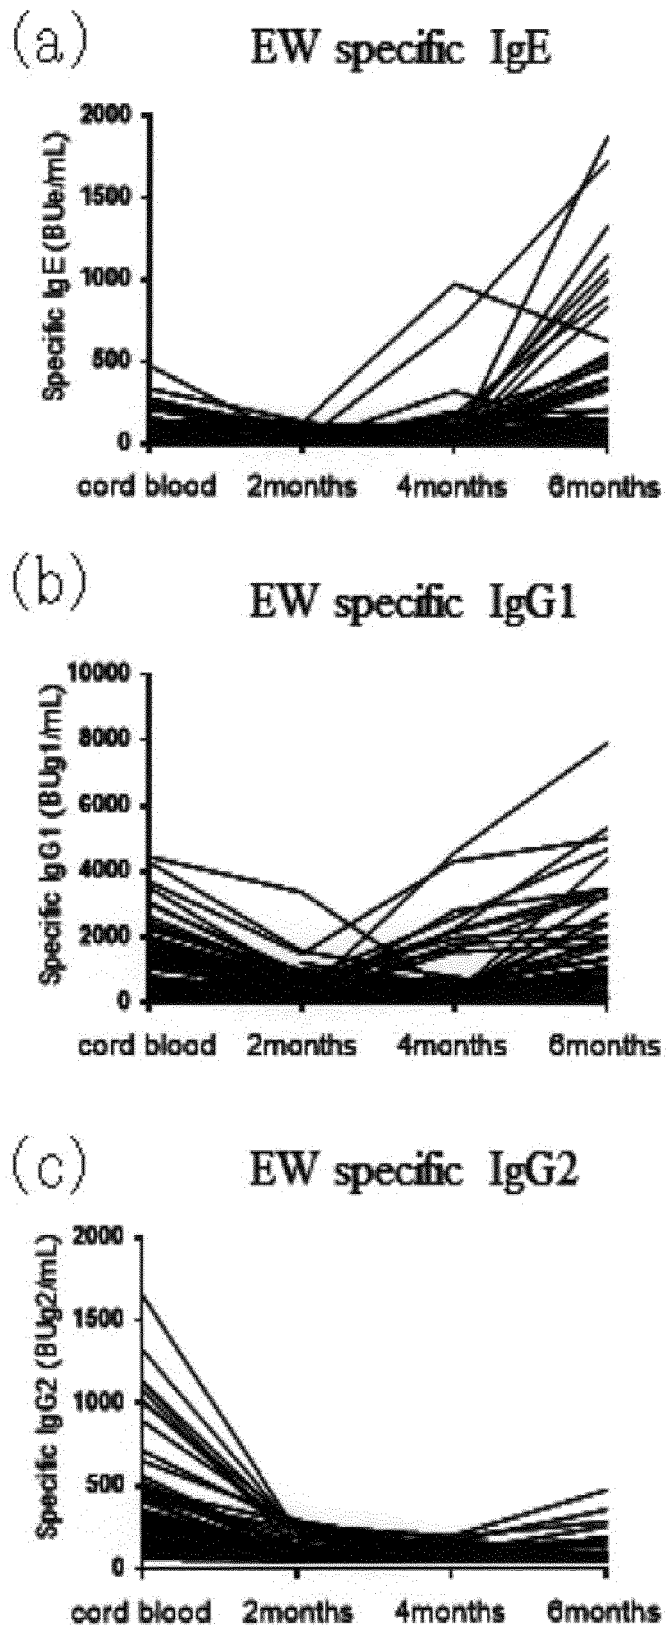 (a) EW specific IgE
Specific IgE (BUe/mL)
2000
1500
1000
500
0
cord blood 2months 4months 6months
(b) EW specific IgG1
Specific IgG1 (BUg1/mL)
10000
8000
6000
4000
2000
0
cord blood 2months 4months 6months
(c) EW specific IgG2
Specific IgG2 (BUg2/mL)
2000
1500
1000
500
0
cord blood 2months 4months 6months